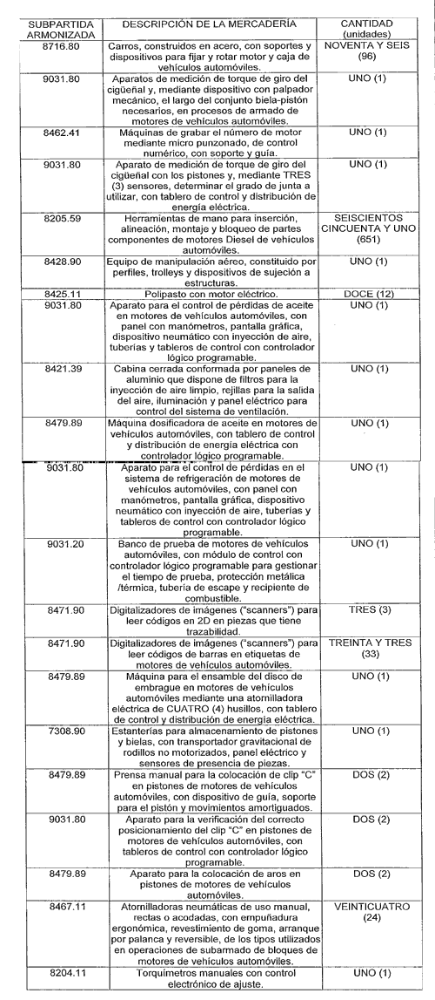 SUBPARTIDA ARMONIZADA | DESCRIPCIÓN DE LA MERCADERÍA | CANTIDAD (unidades)
8716.80 | Carros, construidos en acero, con soportes y | NOVENTA Y SEIS
dispositivos para fijar y rotar motor y caja de | (96)
vehículos automóviles.
9031.80 | Aparatos de medición de torque de giro del | UNO (1)
cigüeñal y, mediante dispositivo con palpador
mecánico, el largo del conjunto biela-pistón
necesarios, en procesos de armado de
motores de vehículos automóviles.
8462.41 | Máquinas de grabar el número de motor | UNO (1)
mediante micro punzonado, de control
numérico, con soporte y guía.
9031.80 | Aparato de medición de torque de giro del | UNO (1)
cigüeñal con los pistones y, mediante TRES
(3) sensores, determinar el grado de junta a
utilizar, con tablero de control y distribución de
energía eléctrica.
8205.59 | Herramientas de mano para inserción, | SEISCIENTOS
alineación, montaje y bloqueo de partes | CINCUENTA Y UNO
componentes de motores Diesel de vehículos | (651)
automóviles.
8428.90 | Equipo de manipulación aéreo, constituido por | UNO (1)
perfiles, trolleys y dispositivos de sujeción a
estructuras.
8425.11 | Polipasto con motor eléctrico. | DOCE (12)
9031.80 | Aparato para el control de pérdidas de aceite | UNO (1)
en motores de vehículos automóviles, con
panel con manómetros, pantalla gráfica,
dispositivo neumático con inyección de aire,
tuberías y tableros de control con controlador
lógico programable.
8421.39 | Cabina cerrada conformada por paneles de | UNO (1)
aluminio que dispone de filtros para la
inyección de aire limpio, rejillas para la salida
del aire, iluminación y panel eléctrico para
control del sistema de ventilación.
8479.89 | Máquina dosificadora de aceite en motores de | UNO (1)
vehículos automóviles, con tablero de control
y distribución de energía eléctrica con
controlador lógico programable.
9031.80 | Aparato para el control de pérdidas en el | UNO (1)
sistema de refrigeración de motores de
vehículos automóviles, con panel con
manómetros, pantalla gráfica, dispositivo
neumático con inyección de aire, tuberías y
tableros de control con controlador lógico
programable.
9031.20 | Banco de prueba de motores de vehículos | UNO (1)
automóviles, con módulo de control con
controlador lógico programable para gestionar
el tiempo de prueba, protección metálica
/térmica, tubería de escape y recipiente de
combustible.
8471.90 | Digitalizadores de imágenes (“scanners”) para | TRES (3)
leer códigos en 2D en piezas que tiene
trazabilidad.
8471.90 | Digitalizadores de imágenes (“scanners”) para | TREINTA Y TRES
leer códigos de barras en etiquetas de | (33)
motores de vehículos automóviles.
8479.89 | Máquina para el ensamble del disco de | UNO (1)
embrague en motores de vehículos
automóviles mediante una atornilladora
eléctrica de CUATRO (4) husillos, con tablero
de control y distribución de energía eléctrica.
7308.90 | Estanterías para almacenamiento de pistones | UNO (1)
y bielas, con transportador gravitacional de
rodillos no motorizados, panel eléctrico y
sensores de presencia de piezas.
8479.89 | Prensa manual para la colocación de clip “C” | DOS (2)
en pistones de motores de vehículos
automóviles, con dispositivo de guía, soporte
para el pistón y movimientos amortiguados.
9031.80 | Aparato para la verificación del correcto | DOS (2)
posicionamiento del clip “C” en pistones de
motores de vehículos automóviles, con
tableros de control con controlador lógico
programable.
8479.89 | Aparato para la colocación de aros en | DOS (2)
pistones de motores de vehículos
automóviles.
8467.11 | Atornilladoras neumáticas de uso manual, | VEINTICUATRO
rectas o acodadas, con empuñadura | (24)
ergonómica, revestimiento de goma, arranque
por palanca y reversible, de los tipos utilizados
en operaciones de subarmado de bloques de
motores de vehículos automóviles.
8204.11 | Torquímetros manuales con control | UNO (1)
electrónico de ajuste.